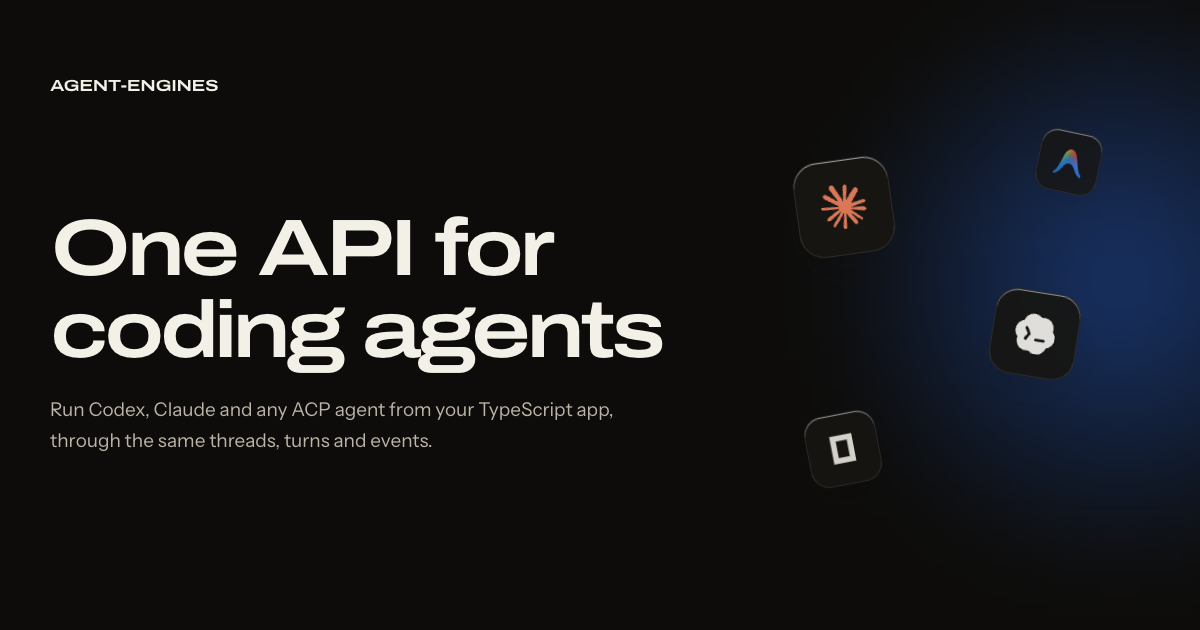 AGENT-ENGINES
One API for
coding agents
Run Codex, Claude and any ACP agent from your TypeScript app,
through the same threads, turns and events.